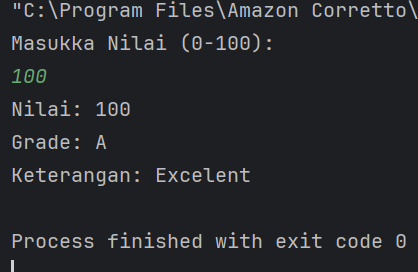 "C:\Program Files\Amazon Corretto\
Masukka Nilai (0-100):
100
Nilai: 100
Grade: A
Keterangan: Excelent
Process finished with exit code 0